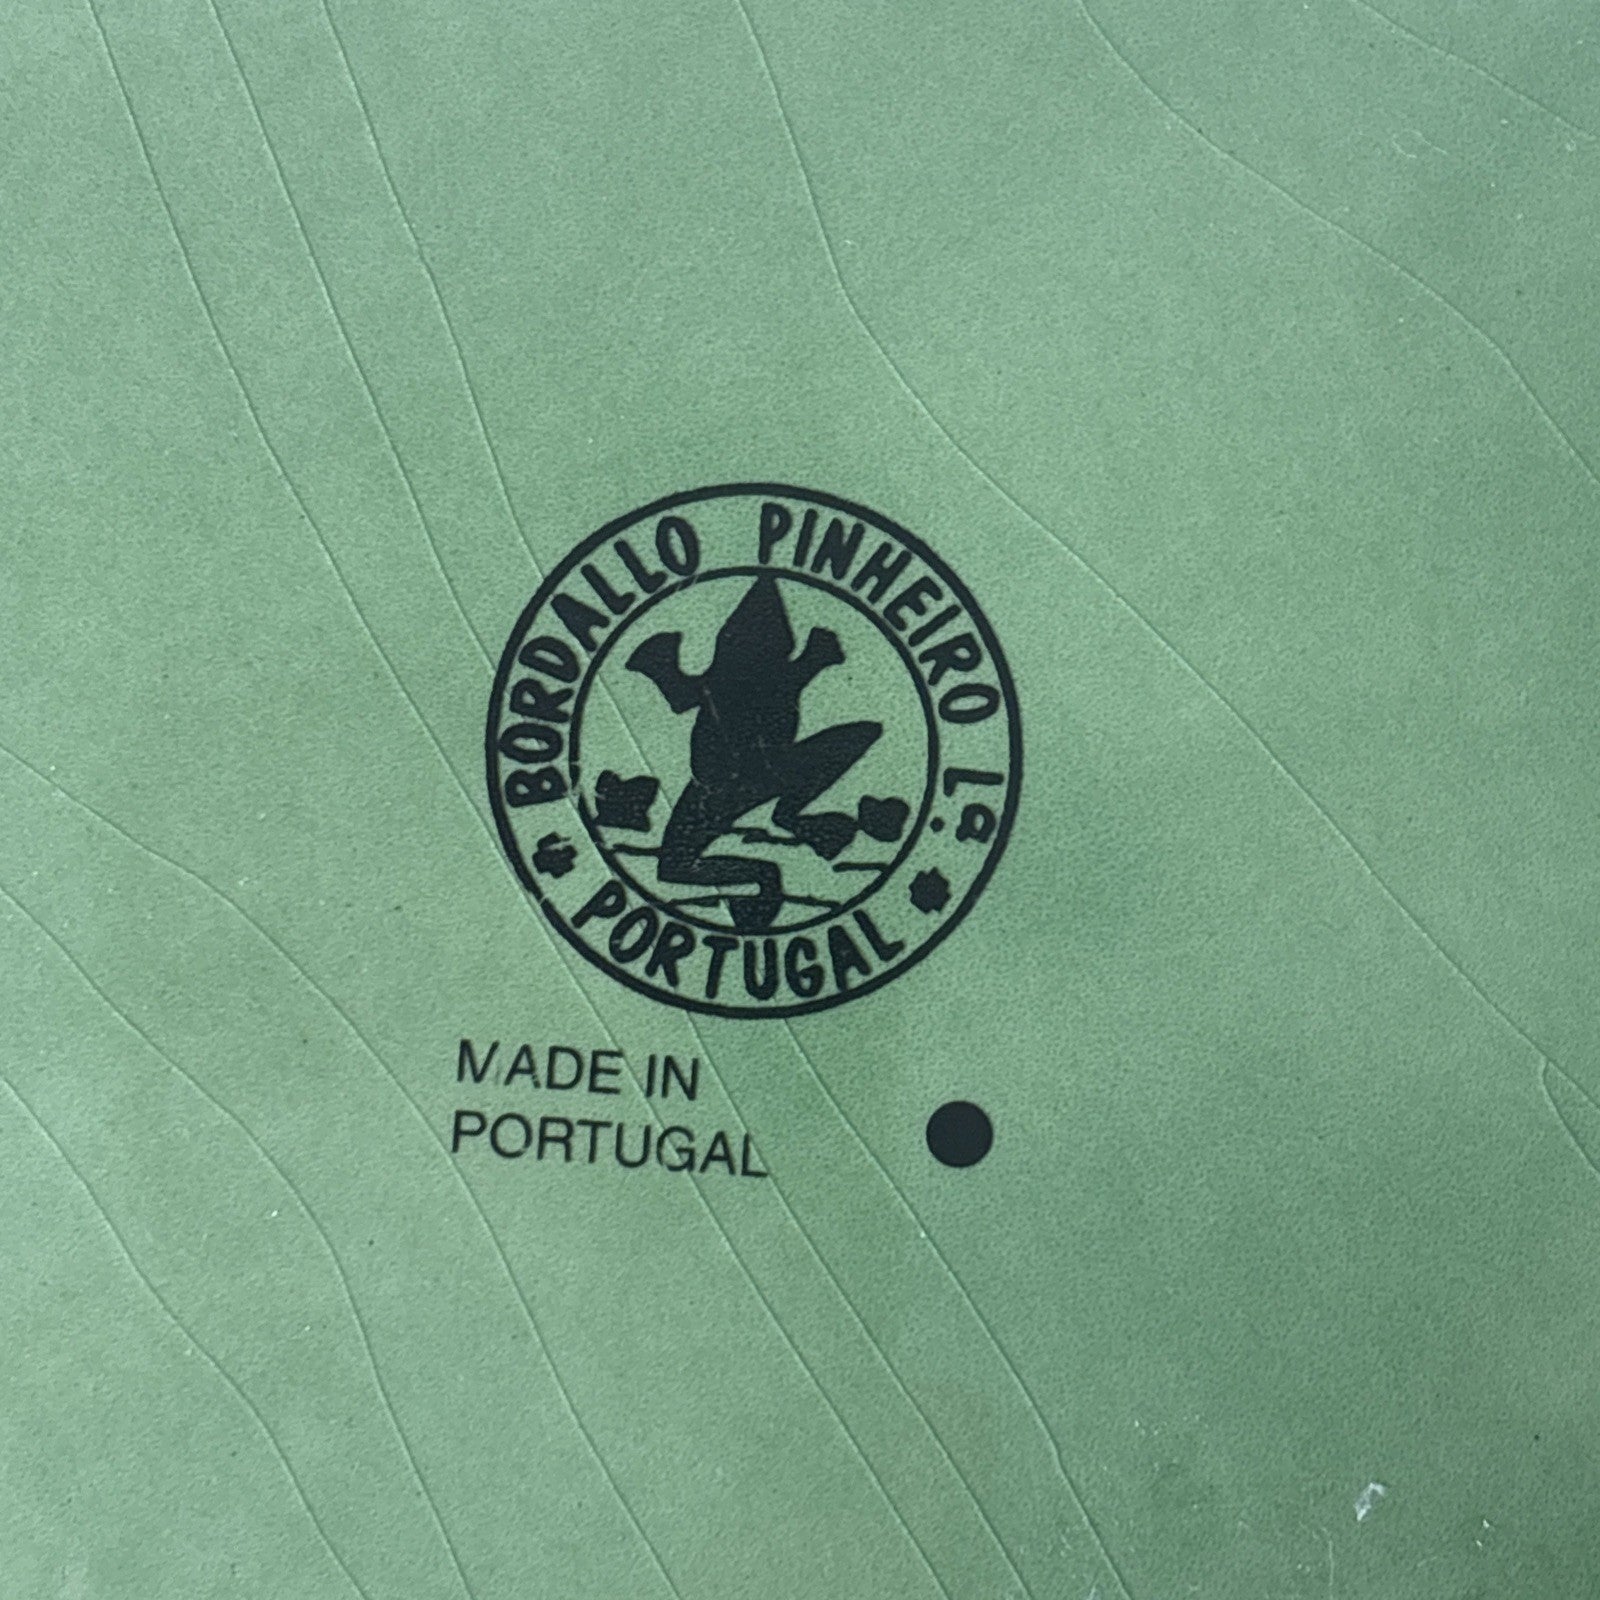 BORDALLO PINHEIRO Lª.
PORTUGAL
MADE IN
PORTUGAL